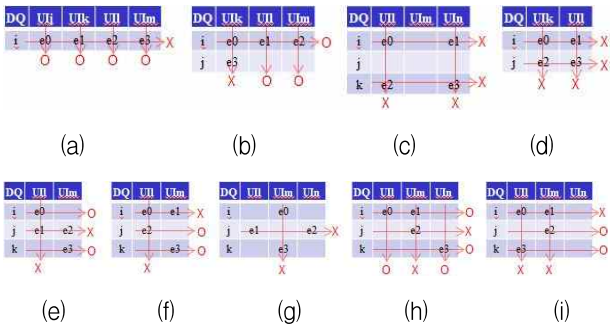 DQ UIj UIk UIl UIm
i e0 e1 e2 e3 X
O O O O
(a)
DQ UIk UIl UIm
i e0 e1 e2 O
j e3
X O O
(b)
DQ UIl UIm UIn
i e0 e1 X
j
k e2 e3 X
X X
(c)
DQ UIk UIl
i e0 e1 X
j e2 e3 X
X X
(d)
DQ UIl UIm
i e0 O
j e1 e2 X
k e3 O
X
(e)
DQ UIl UIm
i e0 e1 X
j e2 O
k e3 O
X
(f)
DQ UIl UIm UIn
i e0
j e1 e2 X
k e3
X
(g)
DQ UIl UIm UIn
i e0 e1 O
j e2 X
k e3 O
O X O
(h)
DQ UIl UIm UIn
i e0 e1 X
j e2 O
k e3 O
X X
(i)